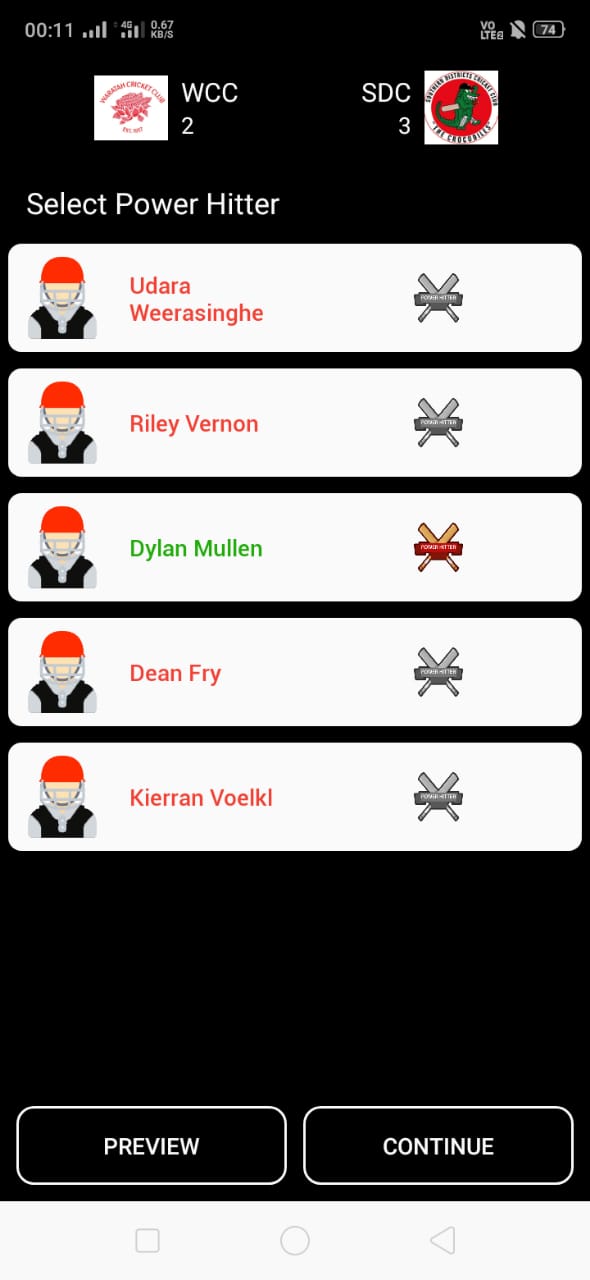 00:11 4G 0.67 KB/S VO LTE 74
WARATAH CRICKET CLUB
WCC
2
SDC
3
SOUTHERN DISTRICTS CRICKET CLUB
"THE CROCODILES"
Select Power Hitter
Udara
Weerasinghe
POWER HITTER
Riley Vernon
POWER HITTER
Dylan Mullen
POWER HITTER
Dean Fry
POWER HITTER
Kierran Voelkl
POWER HITTER
PREVIEW
CONTINUE